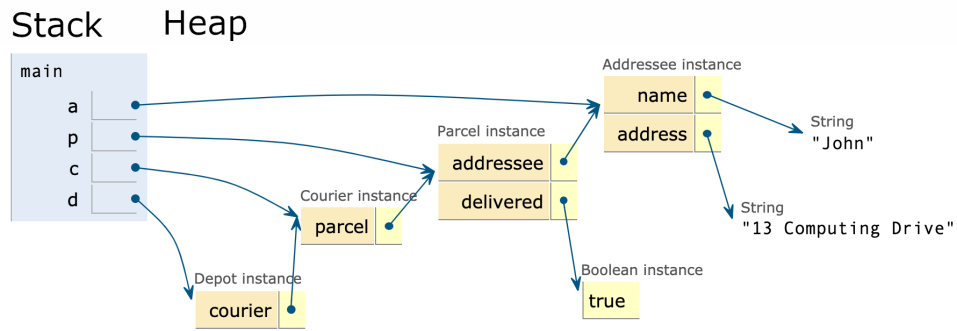 Stack Heap
main
a
p
c
d
Addressee instance
name
address
String
"John"
String
"13 Computing Drive"
Parcel instance
addressee
delivered
Courier instance
parcel
Depot instance
courier
Boolean instance
true